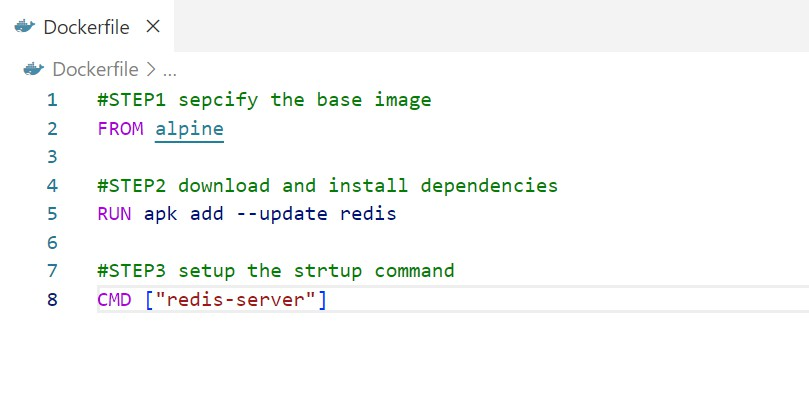 Dockerfile ×
Dockerfile > ...
1 #STEP1 sepcify the base image
2 FROM alpine
3
4 #STEP2 download and install dependencies
5 RUN apk add --update redis
6
7 #STEP3 setup the strtup command
8 CMD ["redis-server"]